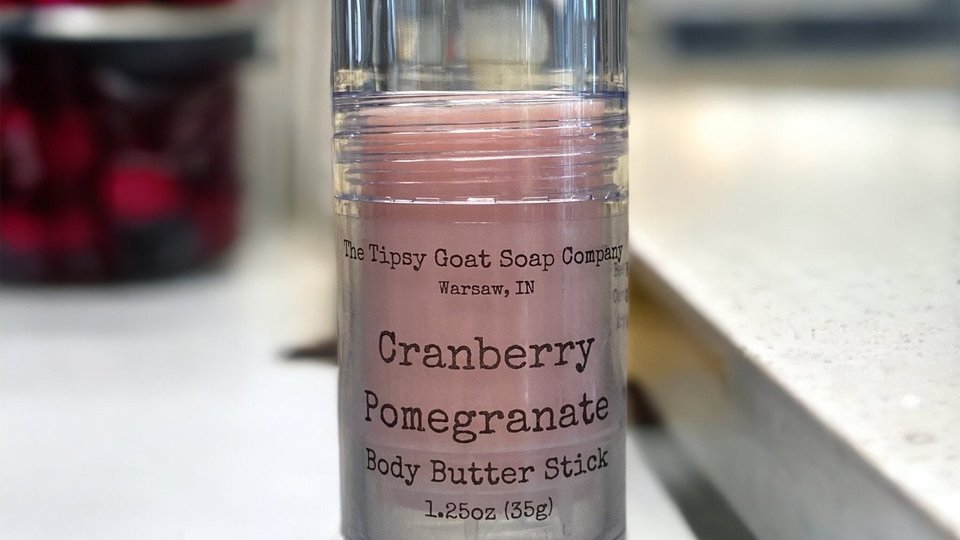 The Tipsy Goat Soap Company
Warsaw, IN
Cranberry
Pomegranate
Body Butter Stick
1.25oz (35g)